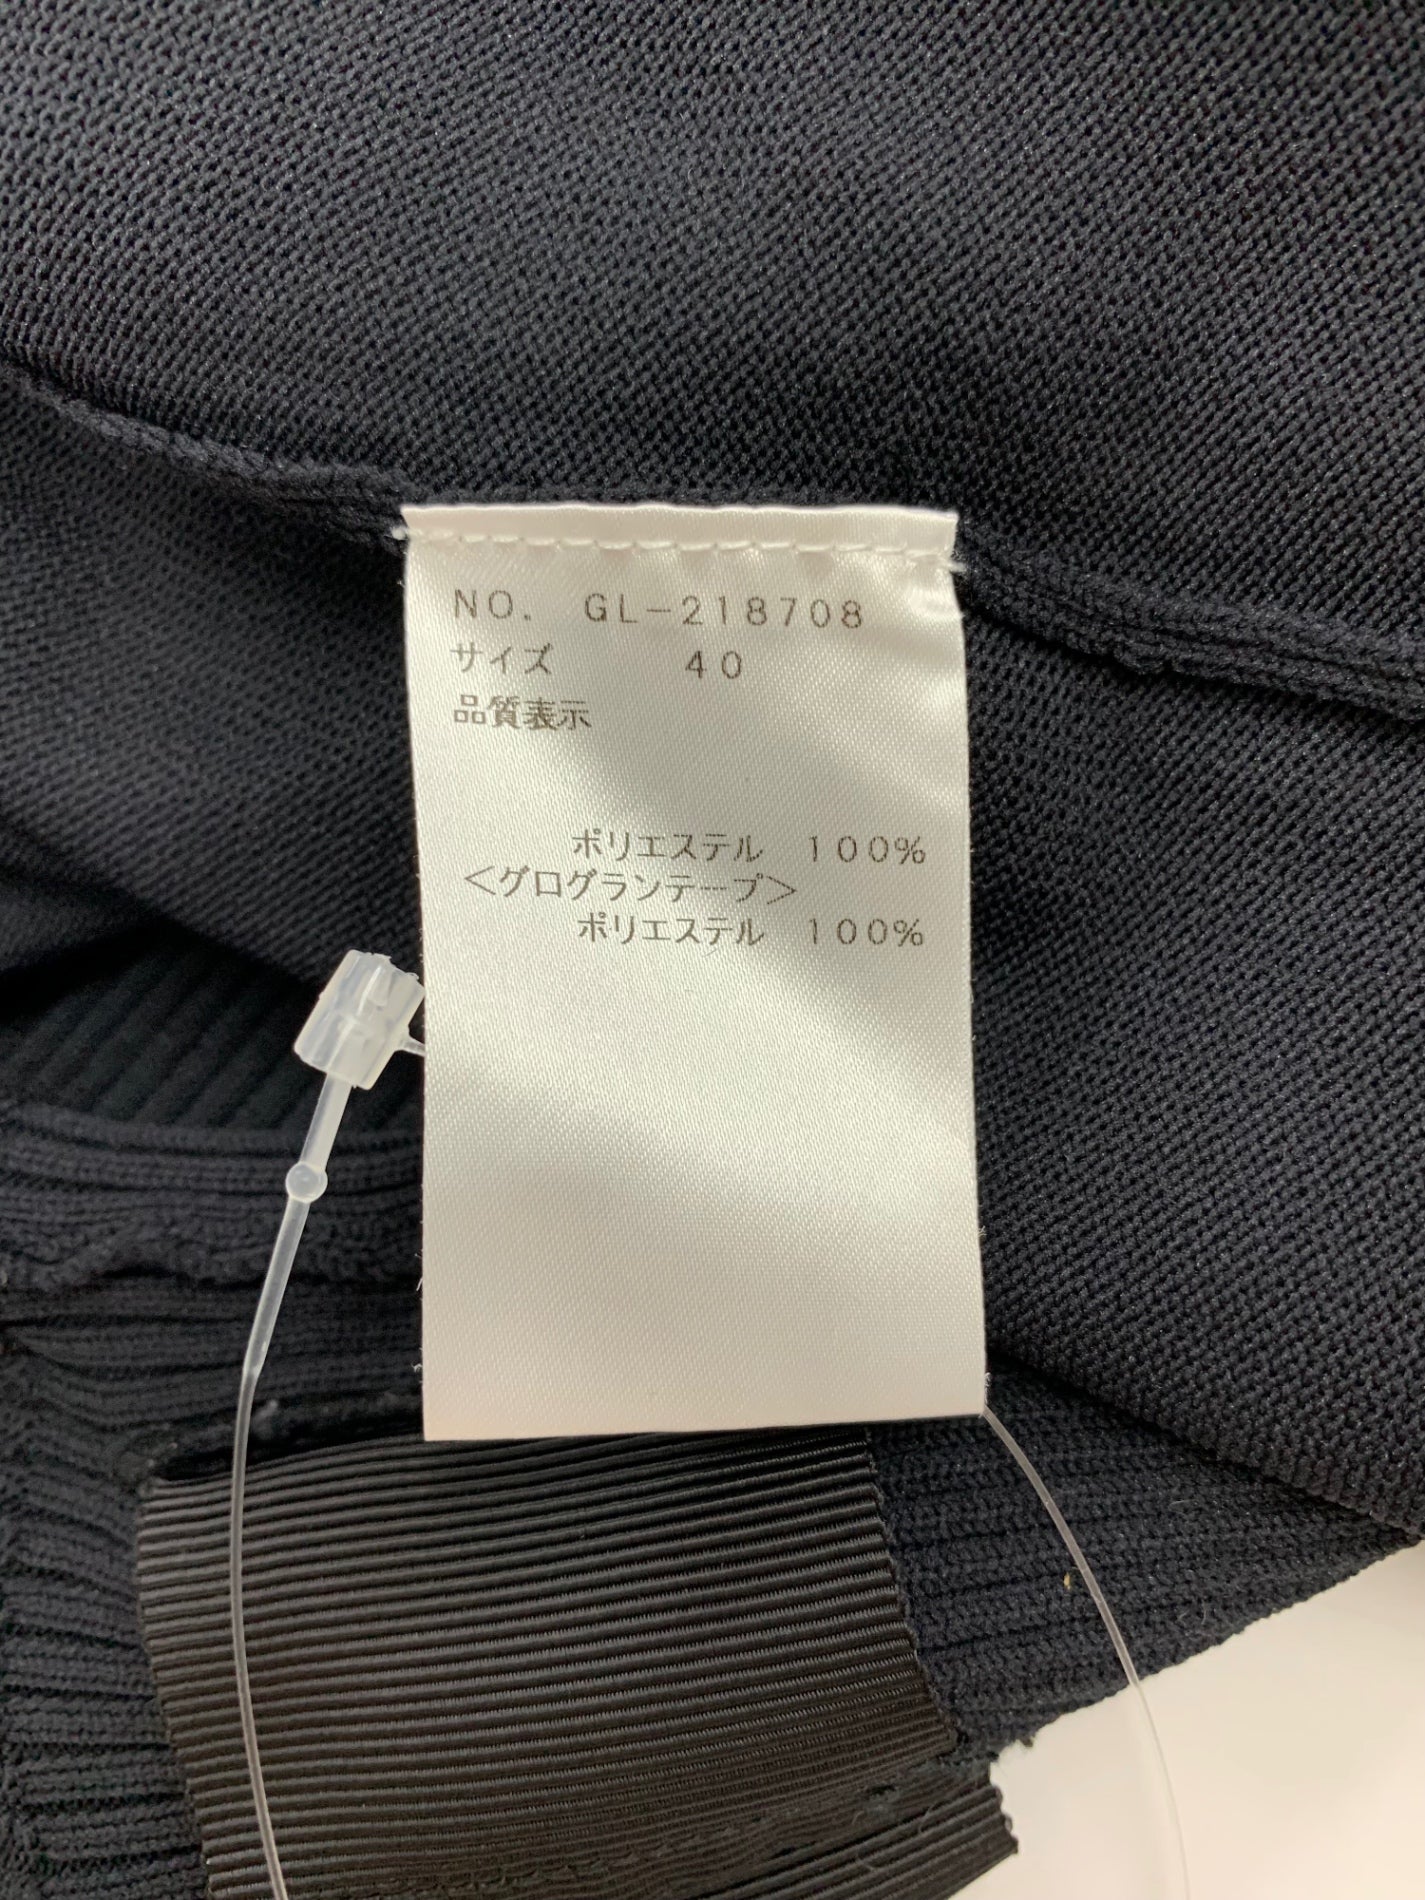 NO. GL-218708
サイズ 40
品質表示
ポリエステル 100%
<グログランテープ>
ポリエステル 100%